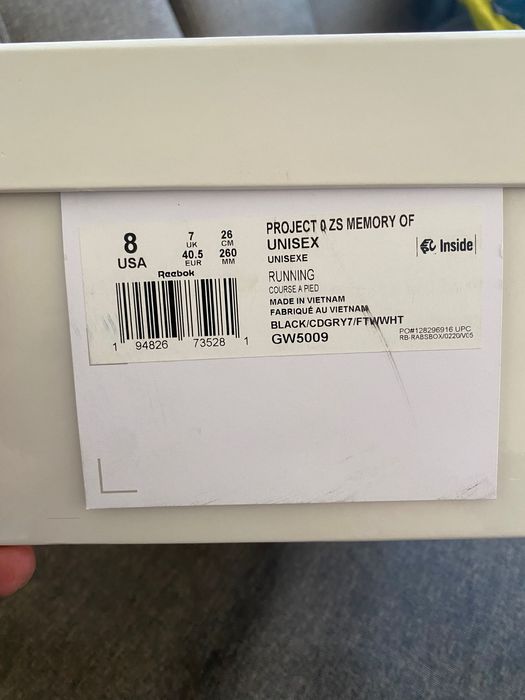 8
USA
7
UK
40.5
EUR
26
CM
260
MM
Reebok
1 94826 73528 1
PROJECT 0 ZS MEMORY OF
UNISEX
UNISEXE
RUNNING
COURSE A PIED
MADE IN VIETNAM
FABRIQUÉ AU VIETNAM
BLACK/CDGRY7/FTWWHT
GW5009
Inside
PO#128296916 UPC
RB-RABSBOX/0220/V05